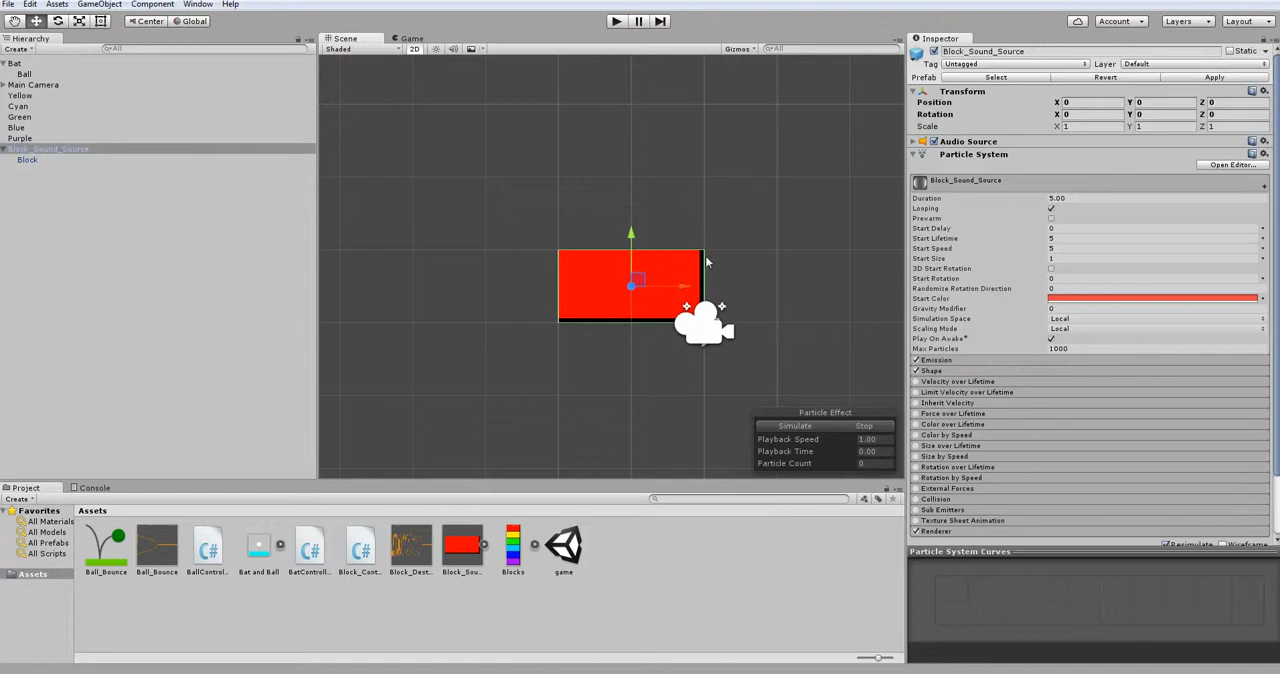 File Edit Assets GameObject Component Window Help
Center Global Account Layers Layout
Hierarchy
Create All
Bat
Ball
Main Camera
Yellow
Cyan
Green
Blue
Purple
Block_Sound_Source
Block
Scene Game
Shaded 2D Gizmos All
Particle Effect
Simulate Stop
Playback Speed 1.00
Playback Time 0.00
Particle Count 0
Inspector
Block_Sound_Source Static
Tag Untagged Layer Default
Prefab Select Revert Apply
Transform
Position X 0 Y 0 Z 0
Rotation X 0 Y 0 Z 0
Scale X 1 Y 1 Z 1
Audio Source
Particle System
Open Editor...
Block_Sound_Source
Duration 5.00
Looping
Prewarm
Start Delay 0
Start Lifetime 5
Start Speed 5
Start Size 1
3D Start Rotation
Start Rotation 0
Randomize Rotation Direction 0
Start Color
Gravity Modifier 0
Simulation Space Local
Scaling Mode Local
Play On Awake*
Max Particles 1000
Emission
Shape
Velocity over Lifetime
Limit Velocity over Lifetime
Inherit Velocity
Force over Lifetime
Color over Lifetime
Color by Speed
Size over Lifetime
Size by Speed
Rotation over Lifetime
Rotation by Speed
External Forces
Collision
Sub Emitters
Texture Sheet Animation
Renderer
Resimulate Wireframe
Particle System Curves
Project Console
Create
Favorites
All Materials
All Models
All Prefabs
All Scripts
Assets
Assets
Ball_Bounce Ball_Bounce BallControl... Bat and Ball BatControll... Block_Cont... Block_Dest... Block_Sou... Blocks game
C# C# C#